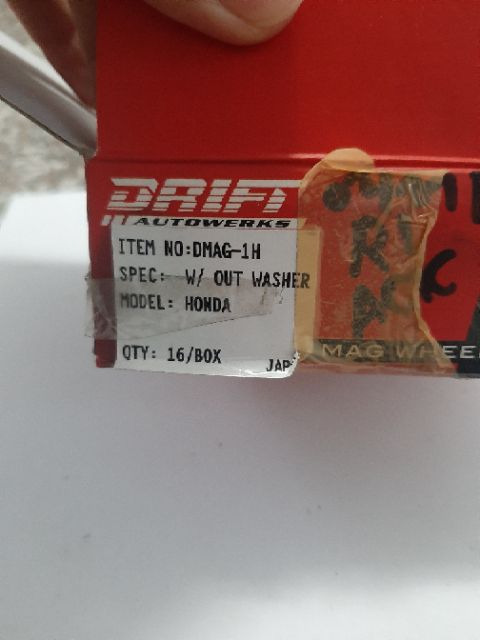 DRIFT
AUTOWERKS
ITEM NO:DMAG-1H
SPEC: W/ OUT WASHER
MODEL: HONDA
QTY: 16/BOX
JAP
MAG WHEE